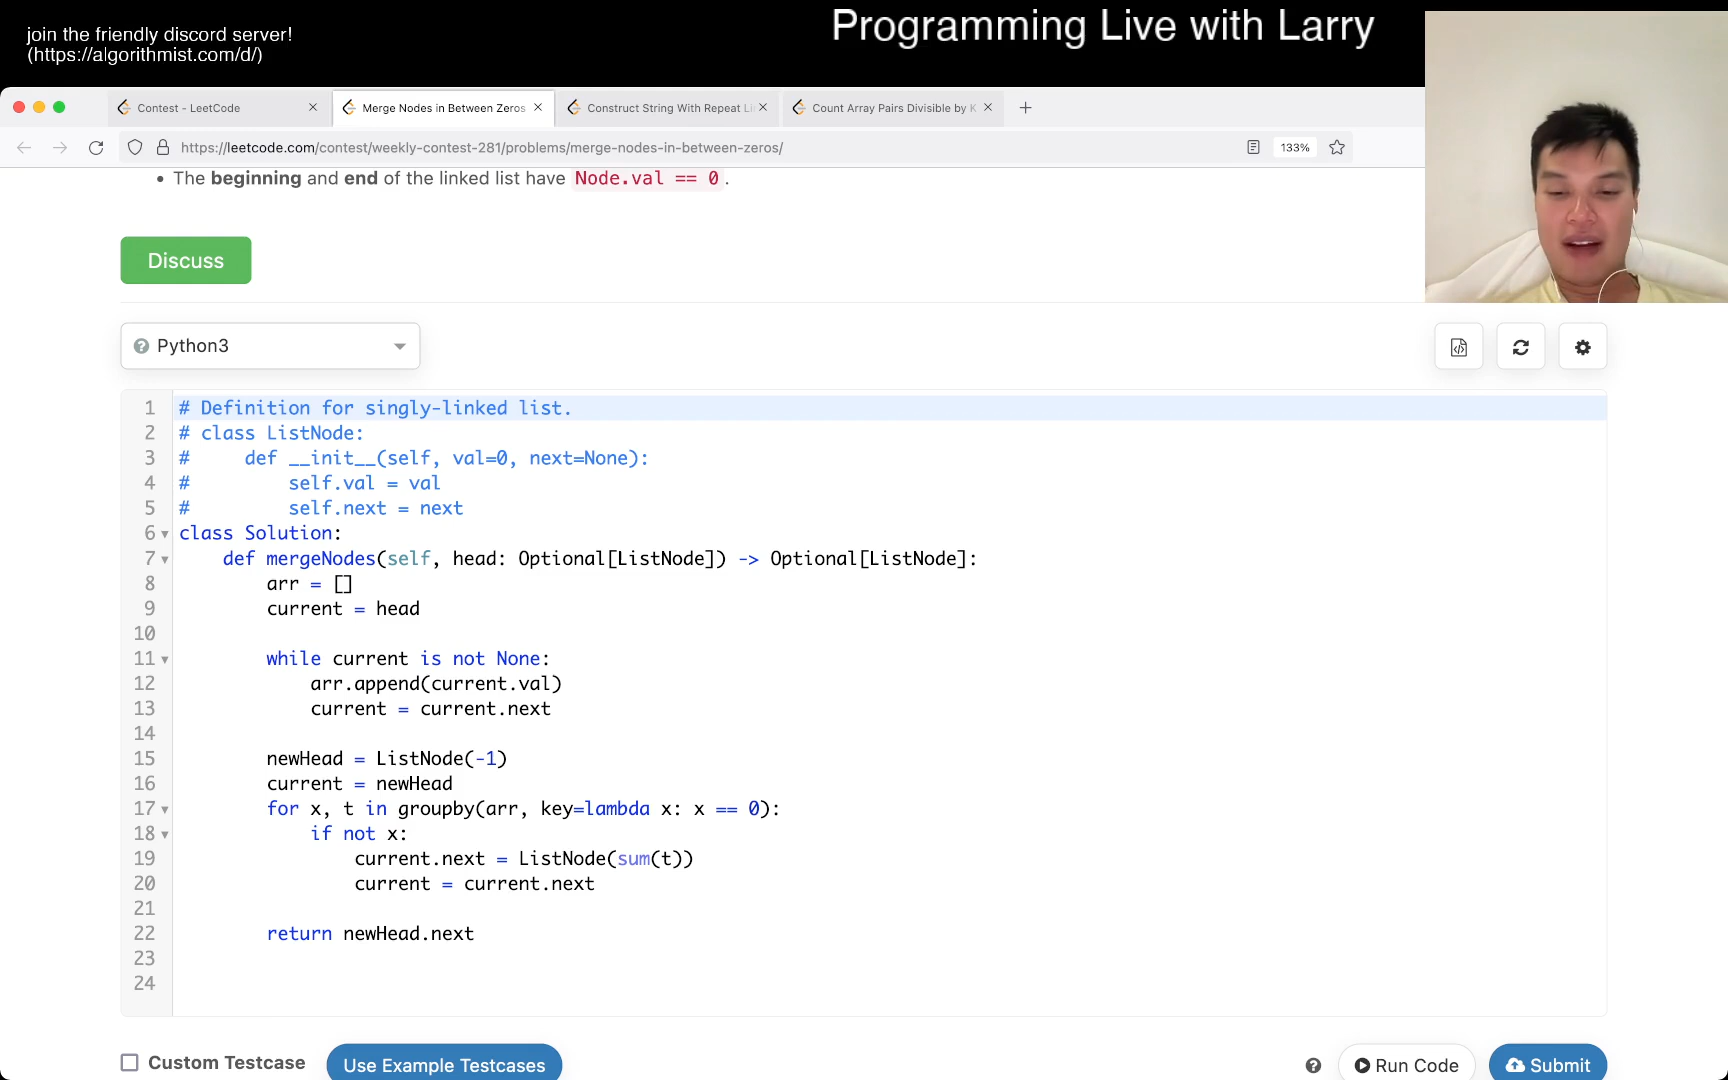 join the friendly discord server!
(https://algorithmist.com/d/)
Programming Live with Larry
Contest - LeetCode
Merge Nodes in Between Zeros
Construct String With Repeat Li
Count Array Pairs Divisible by K
https://leetcode.com/contest/weekly-contest-281/problems/merge-nodes-in-between-zeros/
133%
• The beginning and end of the linked list have Node.val == 0.
Discuss
Python3
1 # Definition for singly-linked list.
2 # class ListNode:
3 #     def __init__(self, val=0, next=None):
4 #         self.val = val
5 #         self.next = next
6 class Solution:
7     def mergeNodes(self, head: Optional[ListNode]) -> Optional[ListNode]:
8         arr = []
9         current = head
10
11         while current is not None:
12             arr.append(current.val)
13             current = current.next
14
15         newHead = ListNode(-1)
16         current = newHead
17         for x, t in groupby(arr, key=lambda x: x == 0):
18             if not x:
19                 current.next = ListNode(sum(t))
20                 current = current.next
21
22         return newHead.next
23
24
Custom Testcase
Use Example Testcases
Run Code
Submit